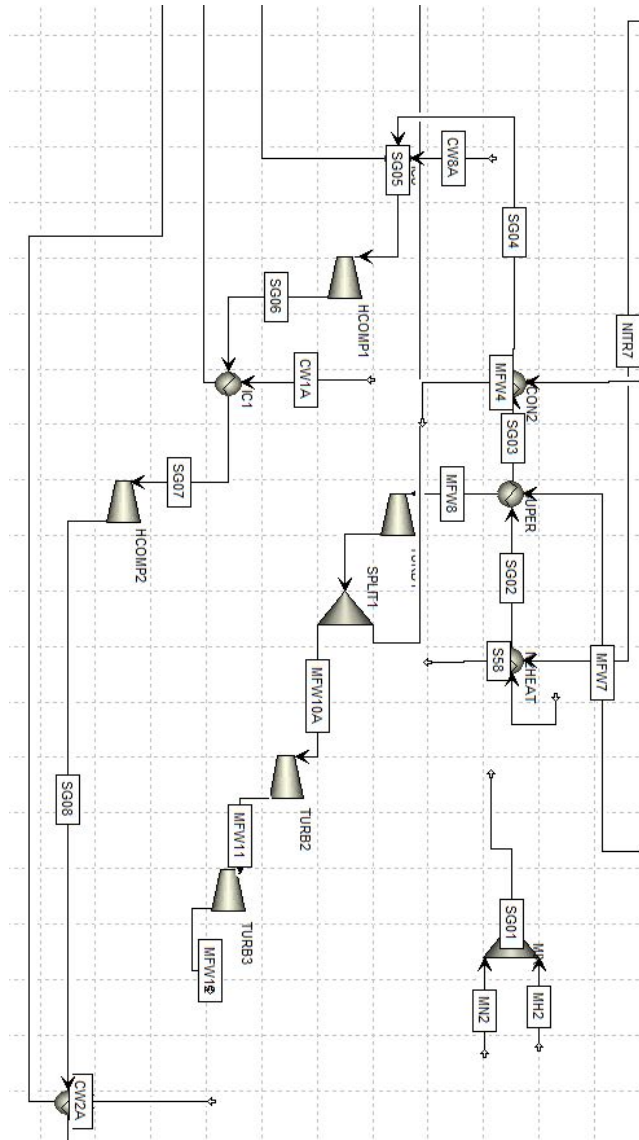 CW8A
SG05
SG04
HCOMP1
SG06
NITR7
CW1A
IC1
MFW4
CON2
SG03
SG07
MFW8
UPER
HCOMP2
SPLIT1
SG02
S58
HEAT
MFW7
MFW10A
TURB2
SG08
MFW11
TURB3
SG01
MFW12
MN2
MH2
CW2A